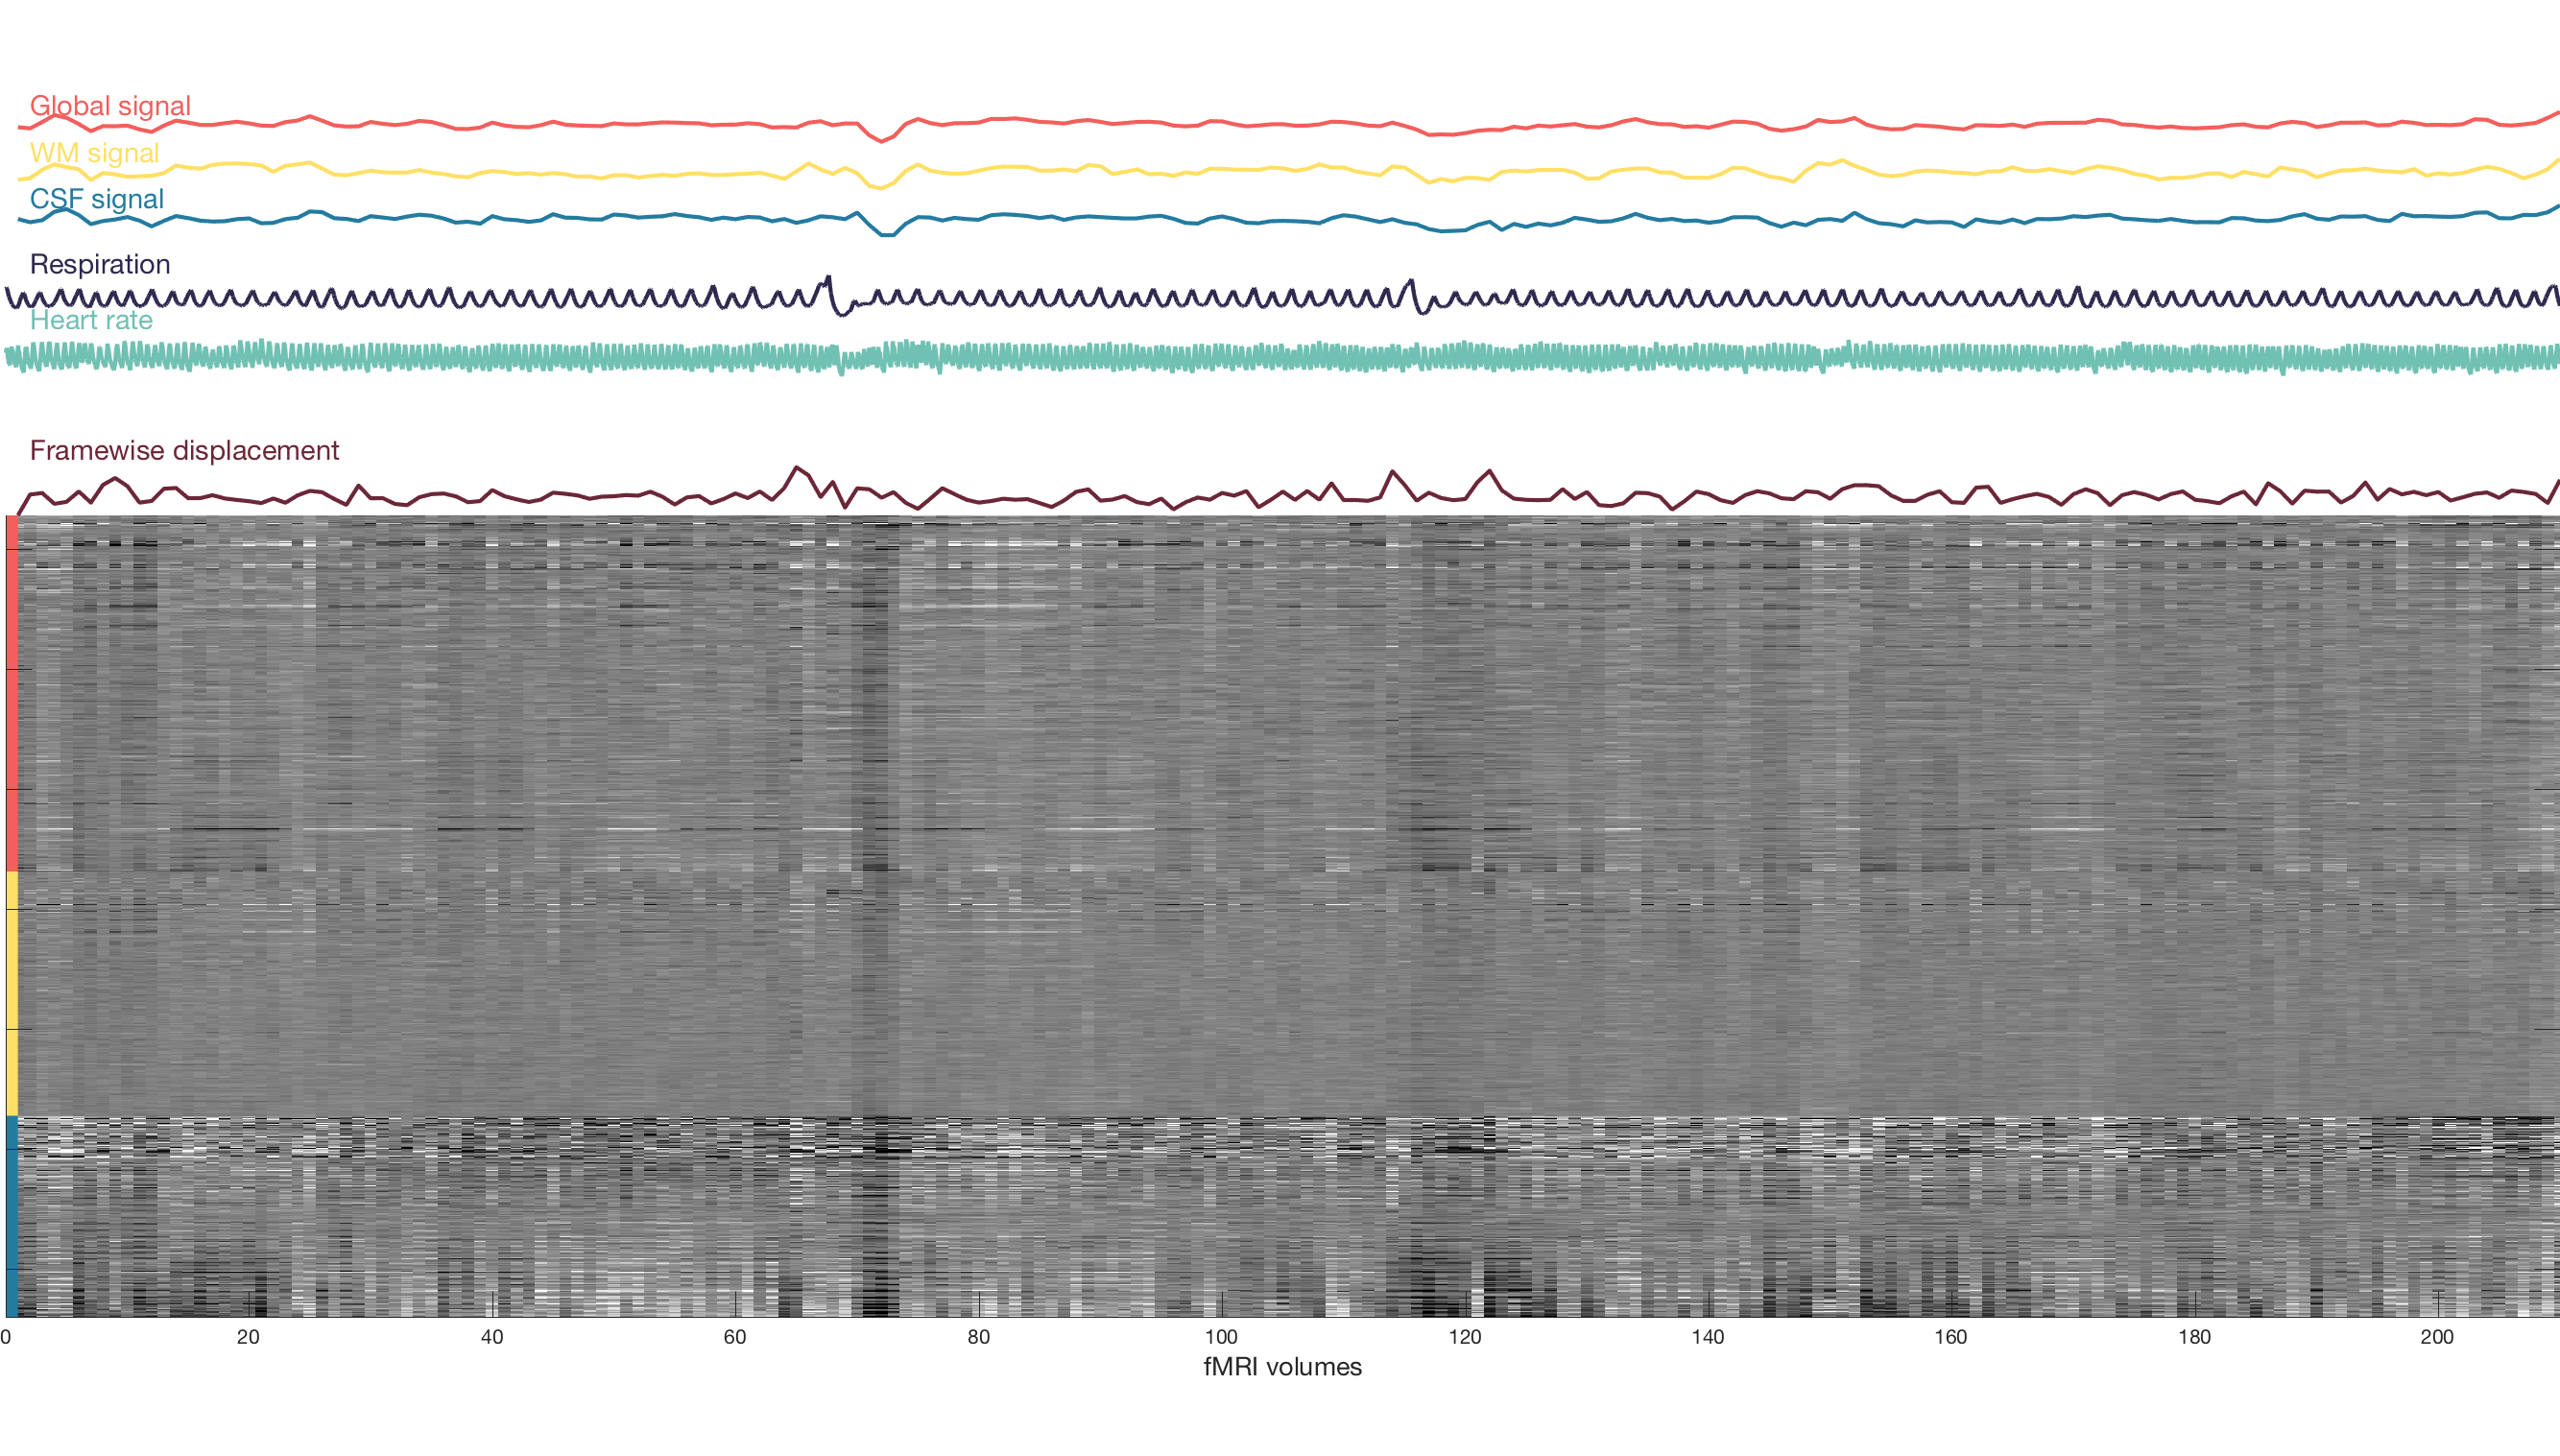 Global signal
WM signal
CSF signal
Respiration
Heart rate
Framewise displacement
0 20 40 60 80 100 120 140 160 180 200
fMRI volumes